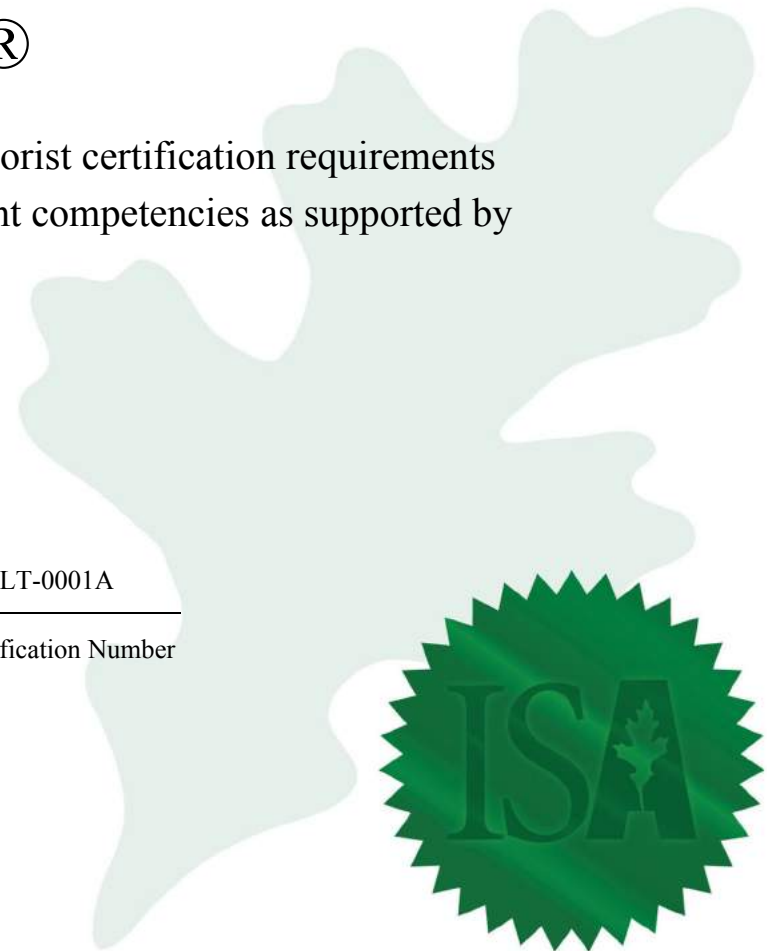 ®
orist certification requirements
nt competencies as supported by
LT-0001A
fication Number
ISA